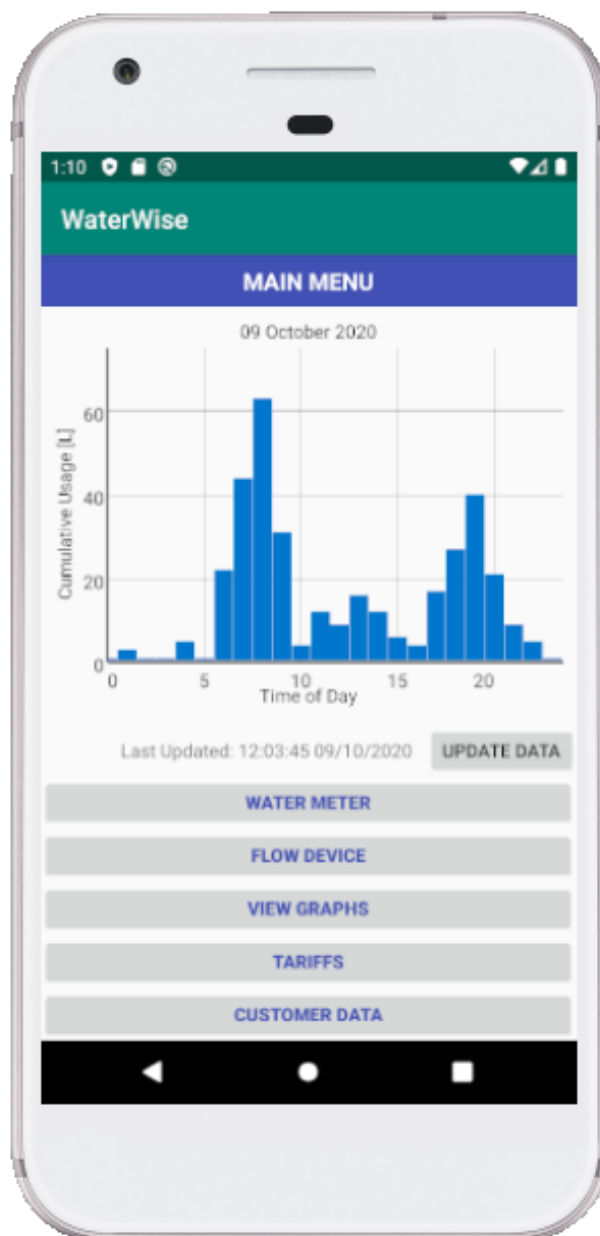 1:10
WaterWise
MAIN MENU
09 October 2020
Cumulative Usage [L]
60
40
20
0
0 5 10 15 20
Time of Day
Last Updated: 12:03:45 09/10/2020 UPDATE DATA
WATER METER
FLOW DEVICE
VIEW GRAPHS
TARIFFS
CUSTOMER DATA